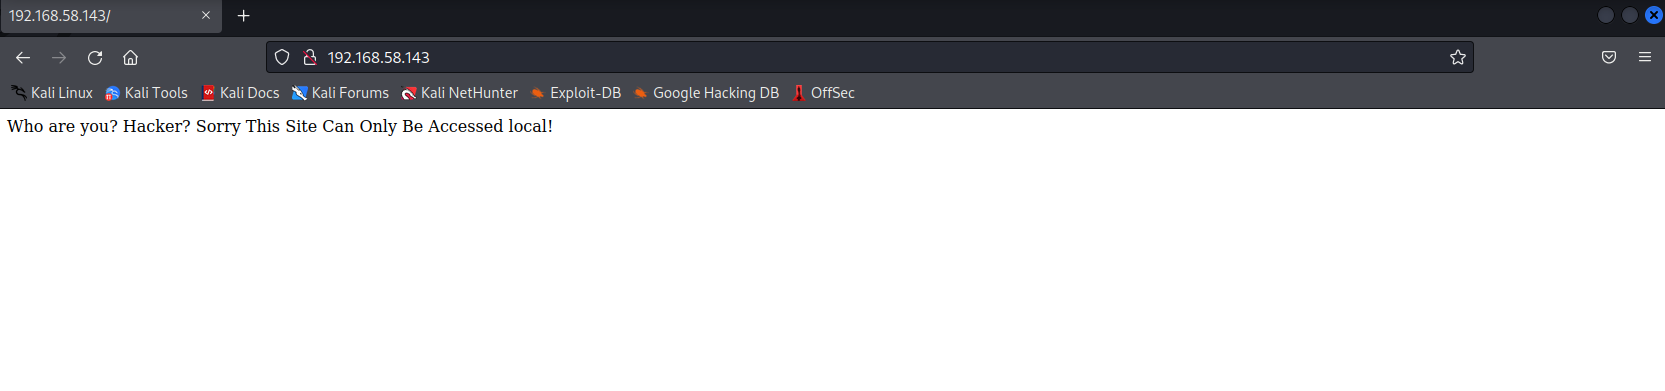 192.168.58.143/
192.168.58.143
Kali Linux Kali Tools Kali Docs Kali Forums Kali NetHunter Exploit-DB Google Hacking DB OffSec
Who are you? Hacker? Sorry This Site Can Only Be Accessed local!